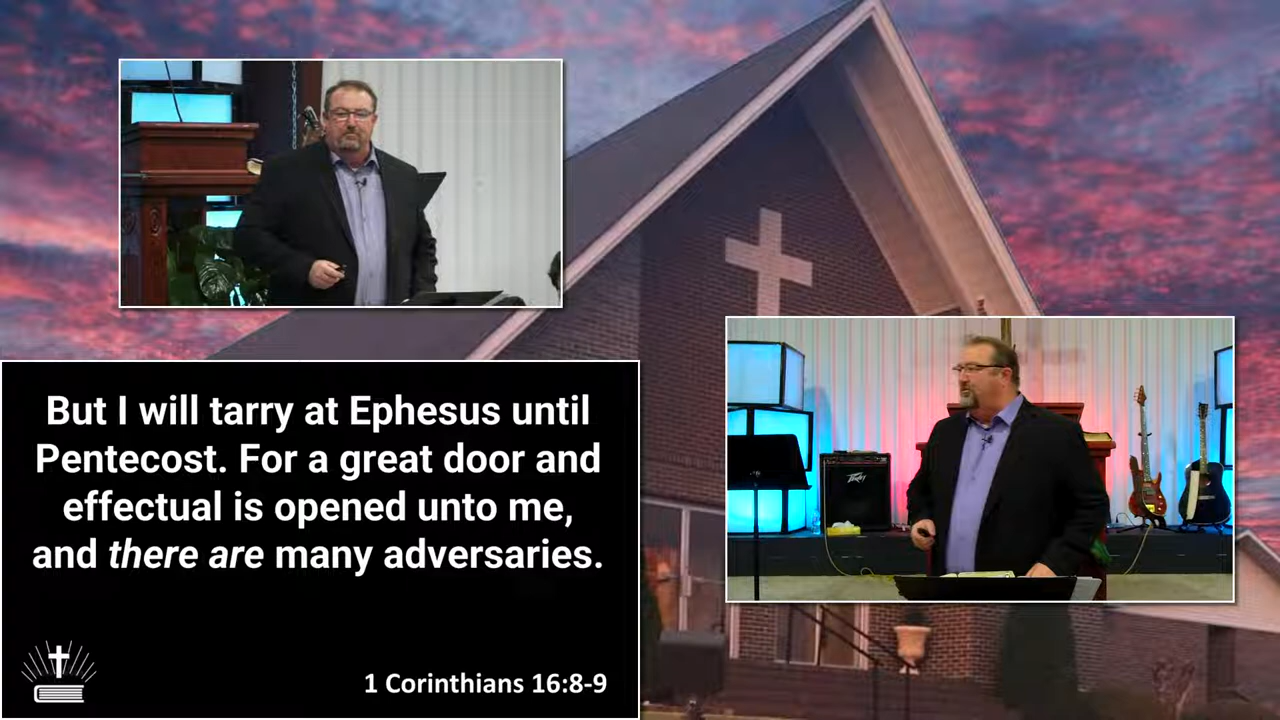 But I will tarry at Ephesus until
Pentecost. For a great door and
effectual is opened unto me,
and there are many adversaries.
1 Corinthians 16:8-9
Peavey